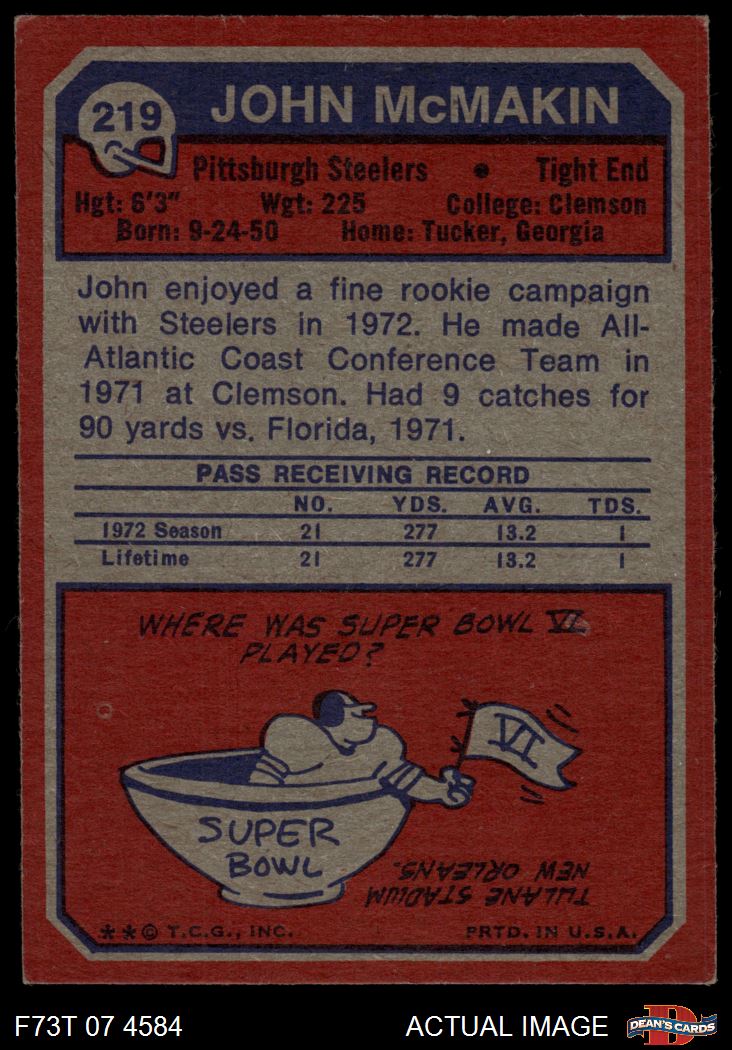 219
JOHN McMAKIN
Pittsburgh Steelers • Tight End
Hgt: 6'3" Wgt: 225 College: Clemson
Born: 9-24-50 Home: Tucker, Georgia
John enjoyed a fine rookie campaign
with Steelers in 1972. He made All-
Atlantic Coast Conference Team in
1971 at Clemson. Had 9 catches for
90 yards vs. Florida, 1971.
PASS RECEIVING RECORD
NO. YDS. AVG. TDS.
1972 Season 21 277 13.2 1
Lifetime 21 277 13.2 1
WHERE WAS SUPER BOWL VI
PLAYED?
VI
SUPER
BOWL
TULANE STADIUM
NEW ORLEANS.
**© T.C.G., INC. PRTD. IN U.S.A.
F73T 07 4584 ACTUAL IMAGE
D
DEAN'S CARDS